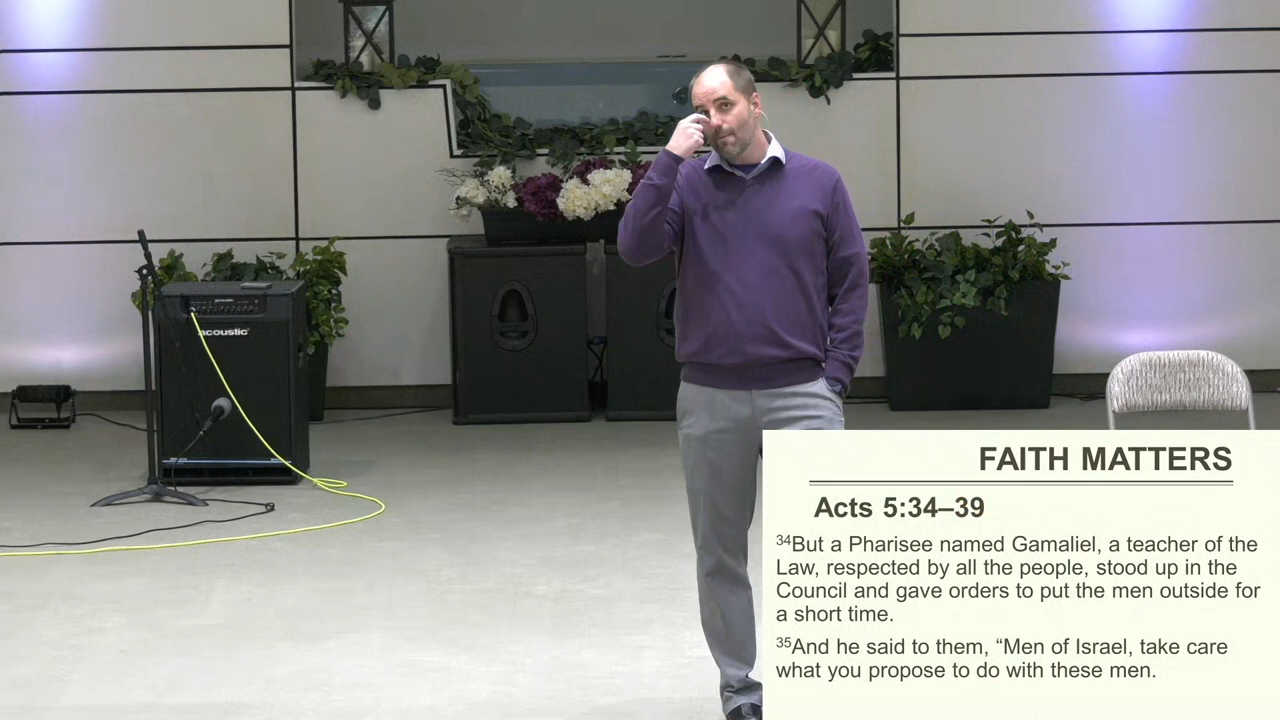 acoustic
FAITH MATTERS
Acts 5:34–39
34But a Pharisee named Gamaliel, a teacher of the
Law, respected by all the people, stood up in the
Council and gave orders to put the men outside for
a short time.
35And he said to them, “Men of Israel, take care
what you propose to do with these men.